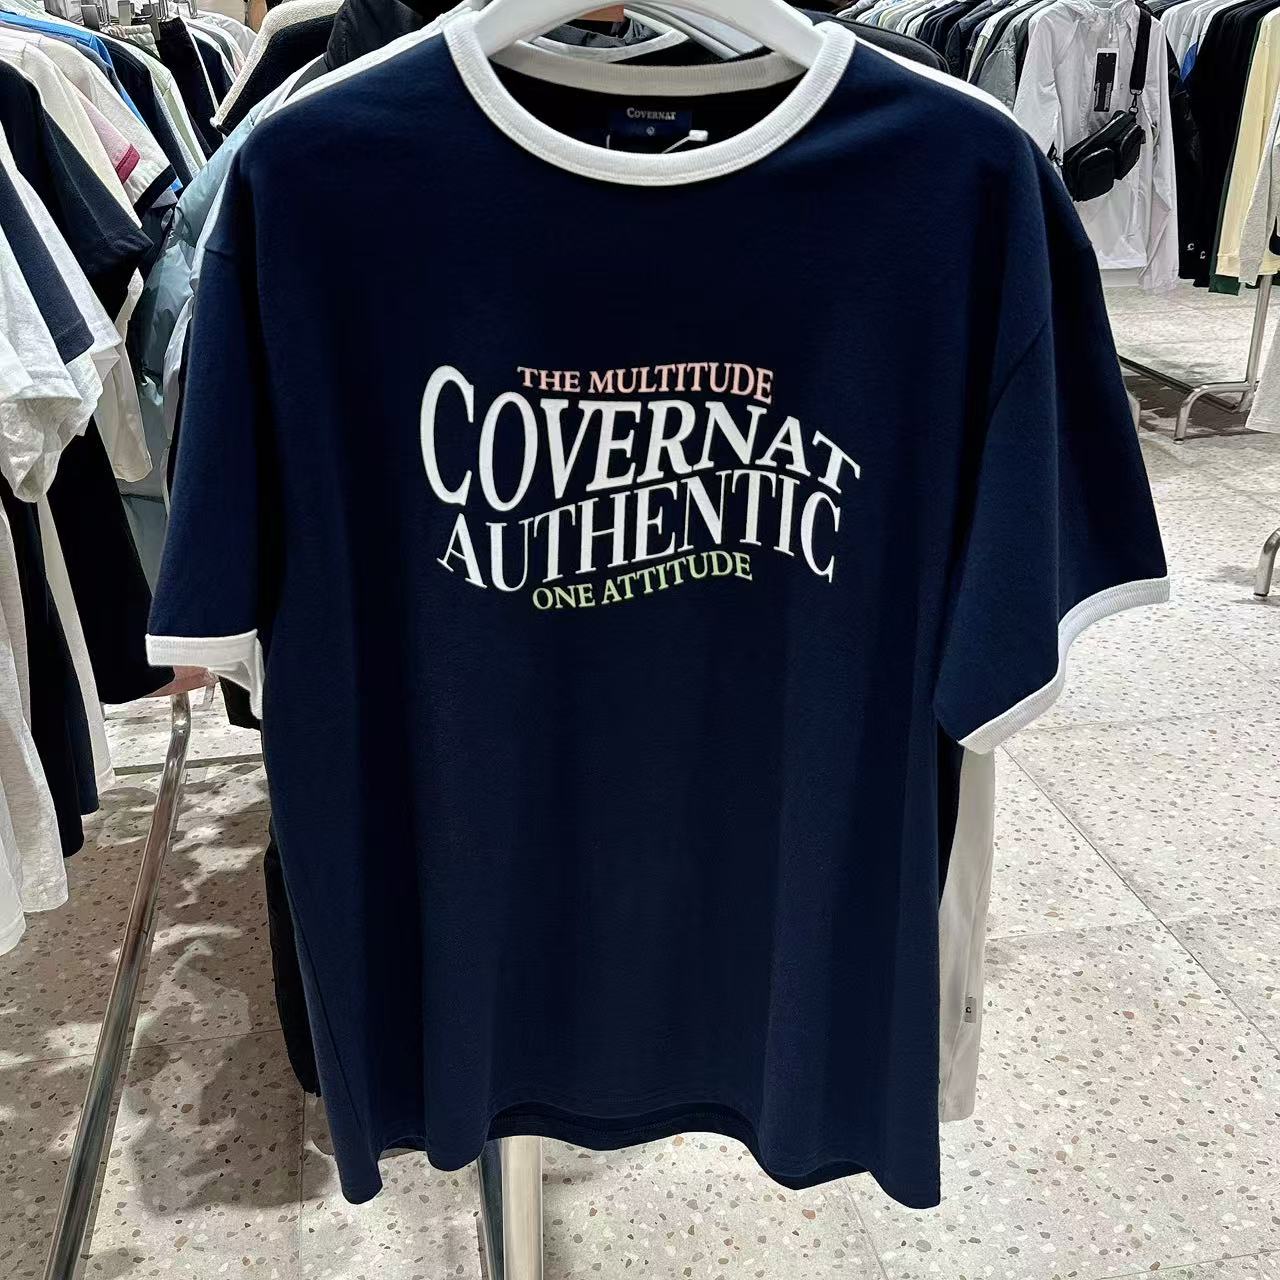 COVERNAT
THE MULTITUDE
COVERNAT
AUTHENTIC
ONE ATTITUDE